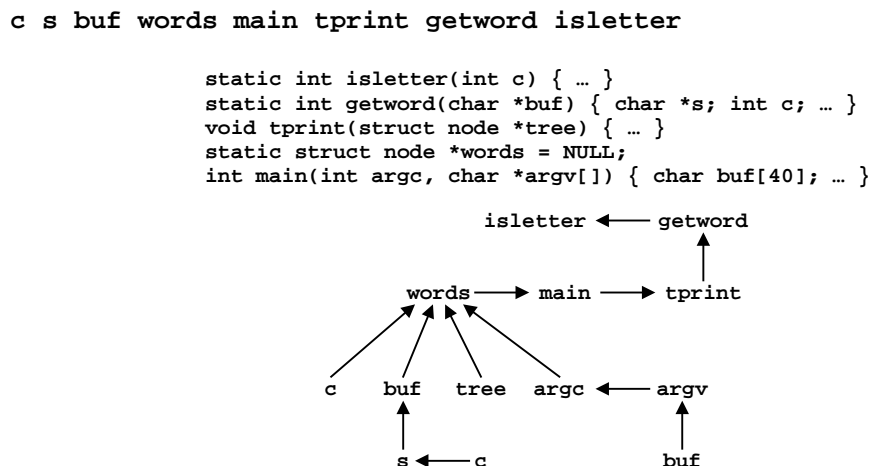 c s buf words main tprint getword isletter
static int isletter(int c) { … }
static int getword(char *buf) { char *s; int c; … }
void tprint(struct node *tree) { … }
static struct node *words = NULL;
int main(int argc, char *argv[]) { char buf[40]; … }
isletter getword
words main tprint
c buf tree argc argv
s c buf